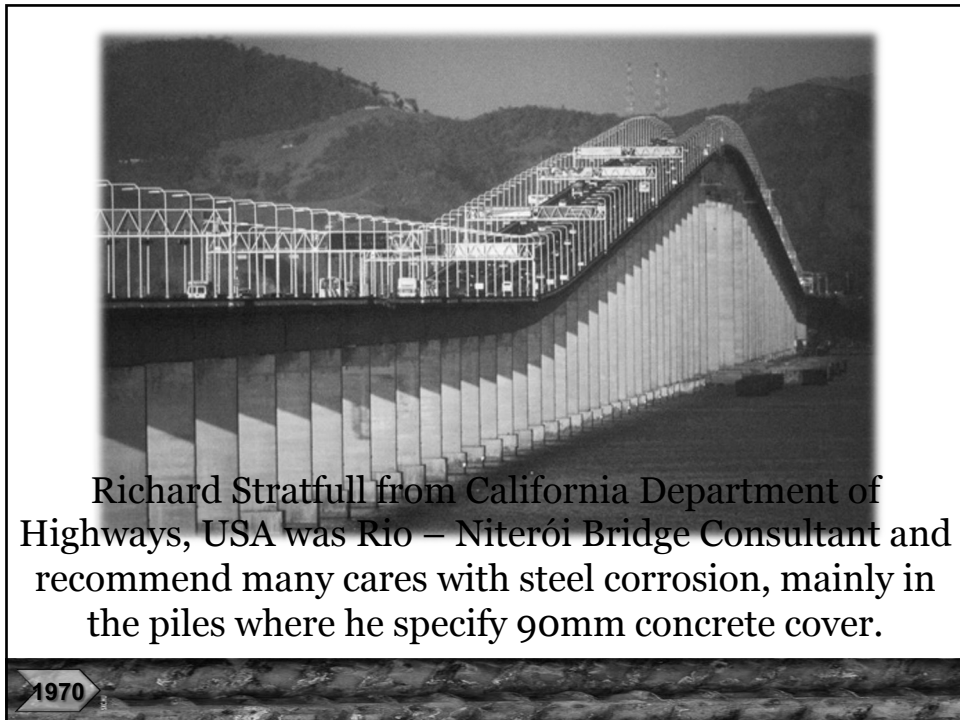 Richard Stratfull from California Department of
Highways, USA was Rio – Niterói Bridge Consultant and
recommend many cares with steel corrosion, mainly in
the piles where he specify 90mm concrete cover.
1970